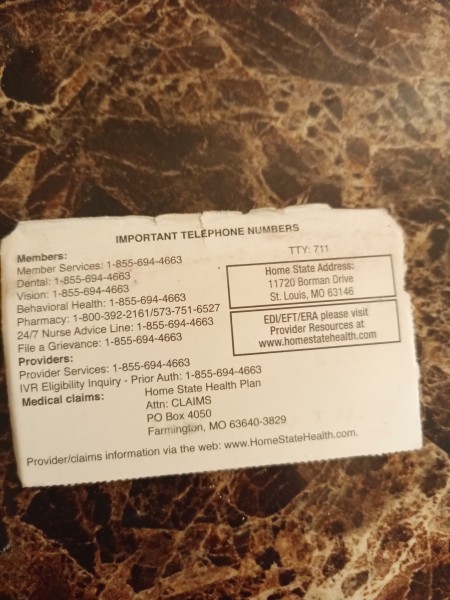 IMPORTANT TELEPHONE NUMBERS
Members:
Member Services: 1-855-694-4663
Dental: 1-855-694-4663
Vision: 1-855-694-4663
Behavioral Health: 1-855-694-4663
Pharmacy: 1-800-392-2161/573-751-6527
24/7 Nurse Advice Line: 1-855-694-4663
File a Grievance: 1-855-694-4663
Providers:
Provider Services: 1-855-694-4663
IVR Eligibility Inquiry - Prior Auth: 1-855-694-4663
Medical claims: Home State Health Plan
Attn: CLAIMS
PO Box 4050
Farmington, MO 63640-3829
TTY: 711
Home State Address:
11720 Borman Drive
St. Louis, MO 63146
EDI/EFT/ERA please visit
Provider Resources at
www.homestatehealth.com
Provider/claims information via the web: www.HomeStateHealth.com.